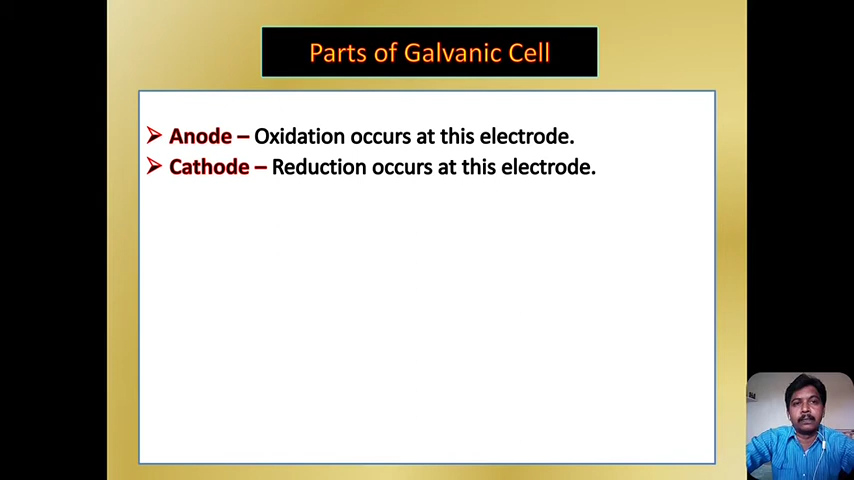 Parts of Galvanic Cell
➢ Anode – Oxidation occurs at this electrode.
➢ Cathode – Reduction occurs at this electrode.